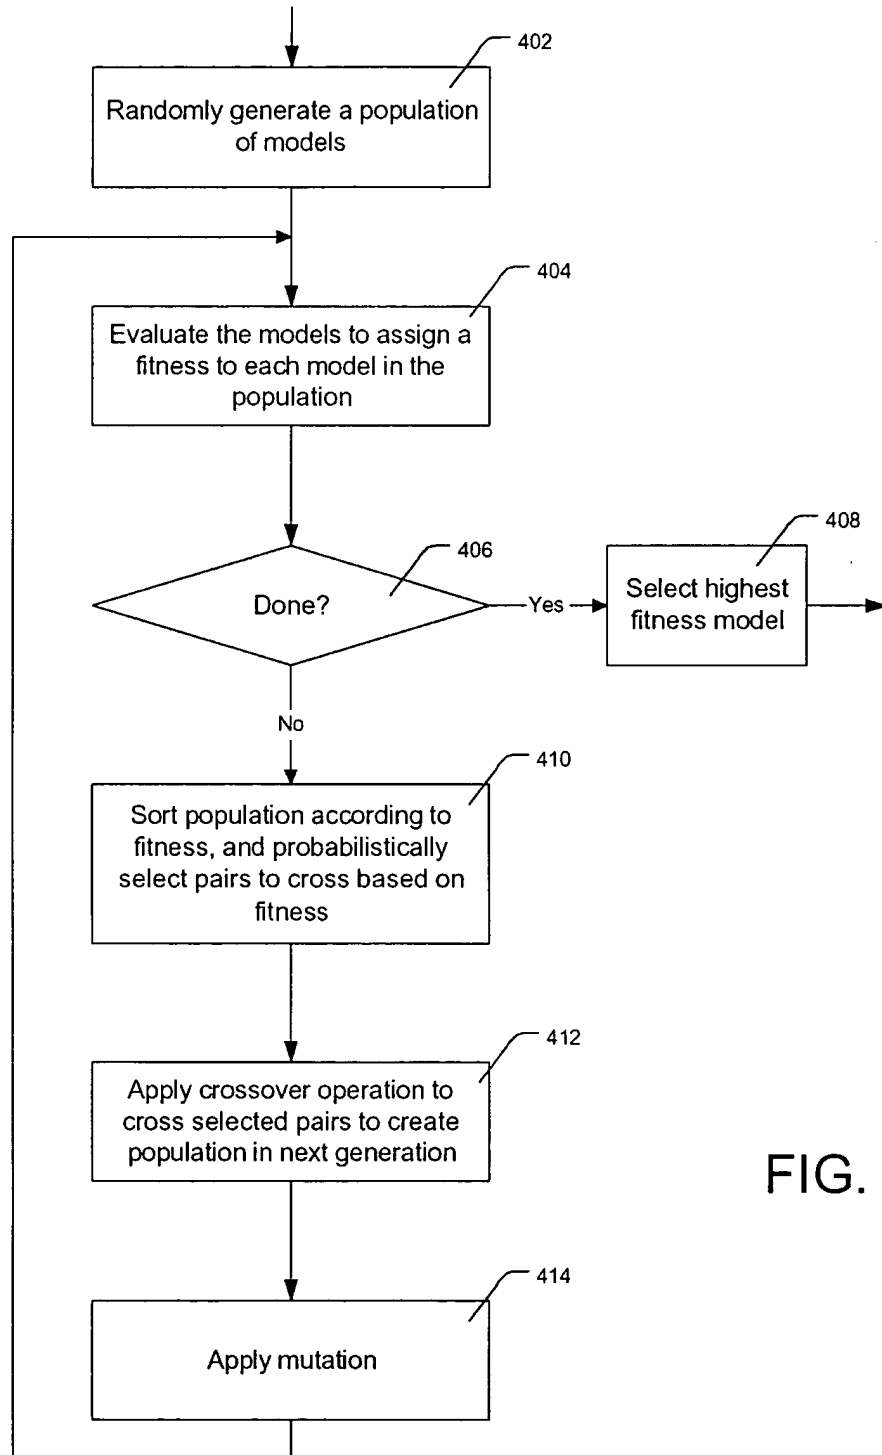 402
Randomly generate a population
of models
404
Evaluate the models to assign a
fitness to each model in the
population
406
Done?
Yes
408
Select highest
fitness model
No
410
Sort population according to
fitness, and probabilistically
select pairs to cross based on
fitness
412
Apply crossover operation to
cross selected pairs to create
population in next generation
FIG.
414
Apply mutation